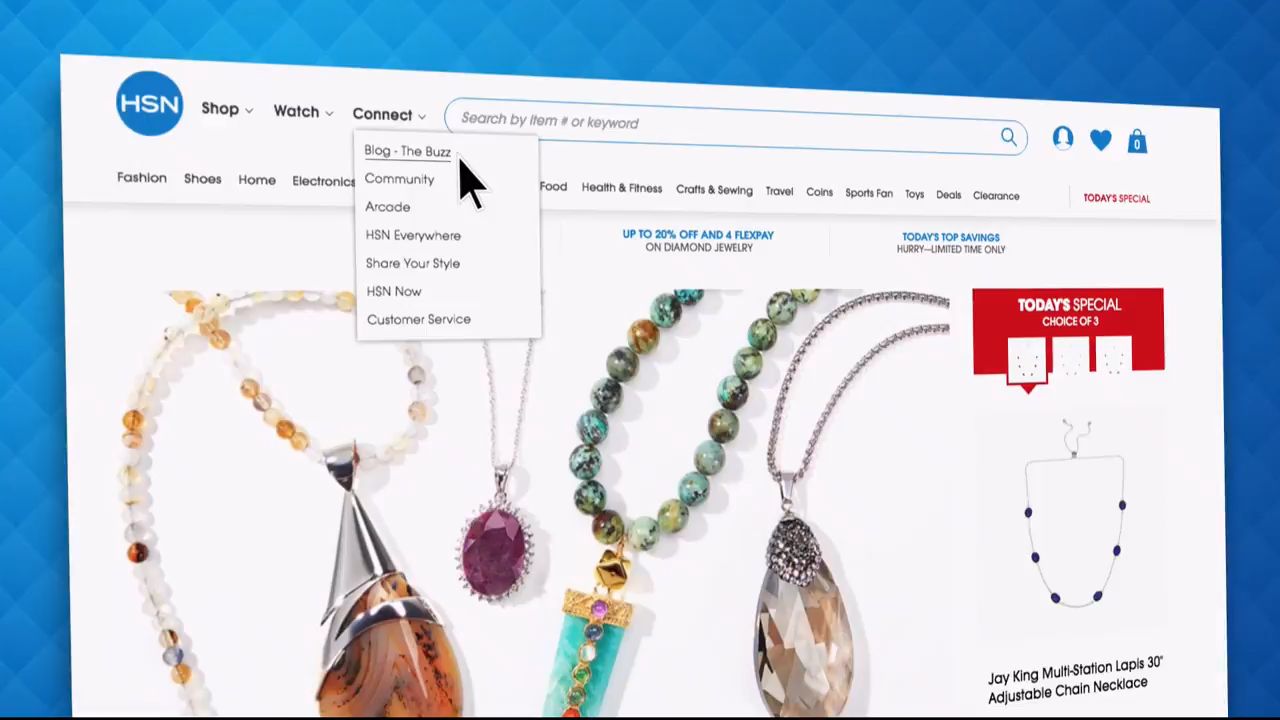 HSN
Shop
Watch
Connect
Search by item # or keyword
0
Blog - The Buzz
Community
Arcade
HSN Everywhere
Share Your Style
HSN Now
Customer Service
Fashion
Shoes
Home
Electronics
Food
Health & Fitness
Crafts & Sewing
Travel
Coins
Sports Fan
Toys
Deals
Clearance
TODAY'S SPECIAL
UP TO 20% OFF AND 4 FLEXPAY
ON DIAMOND JEWELRY
TODAY'S TOP SAVINGS
HURRY—LIMITED TIME ONLY
TODAY'S SPECIAL
CHOICE OF 3
Jay King Multi-Station Lapis 30"
Adjustable Chain Necklace